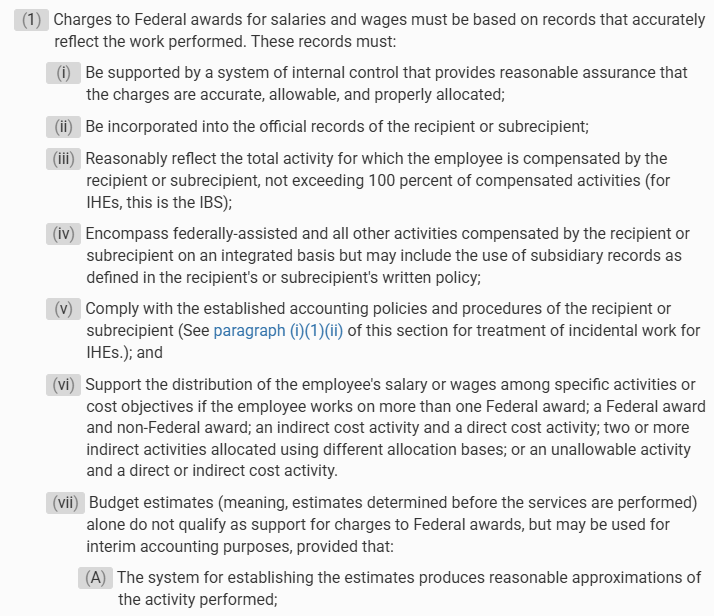 (1) Charges to Federal awards for salaries and wages must be based on records that accurately
reflect the work performed. These records must:
(i) Be supported by a system of internal control that provides reasonable assurance that
the charges are accurate, allowable, and properly allocated;
(ii) Be incorporated into the official records of the recipient or subrecipient;
(iii) Reasonably reflect the total activity for which the employee is compensated by the
recipient or subrecipient, not exceeding 100 percent of compensated activities (for
IHEs, this is the IBS);
(iv) Encompass federally-assisted and all other activities compensated by the recipient or
subrecipient on an integrated basis but may include the use of subsidiary records as
defined in the recipient's or subrecipient's written policy;
(v) Comply with the established accounting policies and procedures of the recipient or
subrecipient (See paragraph (i)(1)(ii) of this section for treatment of incidental work for
IHEs.); and
(vi) Support the distribution of the employee's salary or wages among specific activities or
cost objectives if the employee works on more than one Federal award; a Federal award
and non-Federal award; an indirect cost activity and a direct cost activity; two or more
indirect activities allocated using different allocation bases; or an unallowable activity
and a direct or indirect cost activity.
(vii) Budget estimates (meaning, estimates determined before the services are performed)
alone do not qualify as support for charges to Federal awards, but may be used for
interim accounting purposes, provided that:
(A) The system for establishing the estimates produces reasonable approximations of
the activity performed;